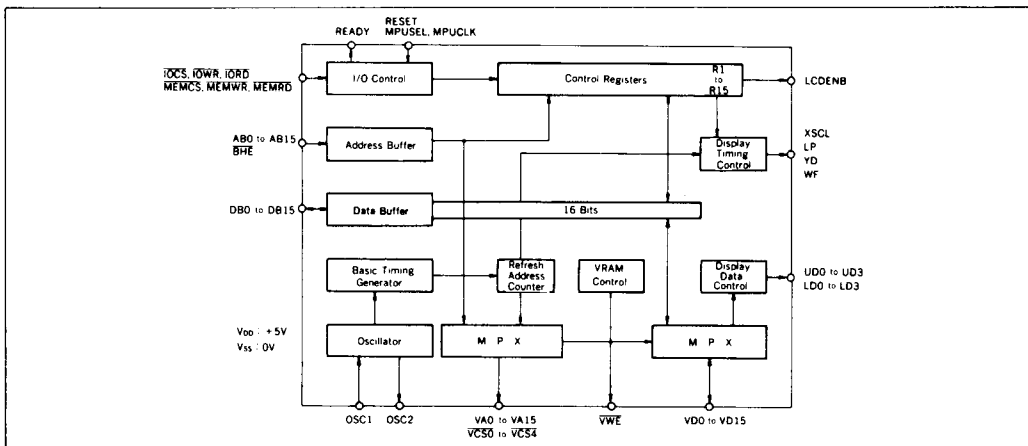 RESET
READY MPUSEL, MPUCLK
IOCS, IOWR, IORD
MEMCS, MEMWR, MEMRD
I/O Control
Control Registers
R1
to
R15
LCDENB
AB0 to AB15
BHE
Address Buffer
Display
Timing
Control
XSCL
LP
YD
WF
DB0 to DB15
Data Buffer
16 Bits
Basic Timing
Generator
Refresh
Address
Counter
VRAM
Control
Display
Data
Control
UD0 to UD3
LD0 to LD3
VDD : +5V
VSS : 0V
Oscillator
M P X
M P X
OSC1
OSC2
VA0 to VA15
VCS0 to VCS4
VWE
VD0 to VD15